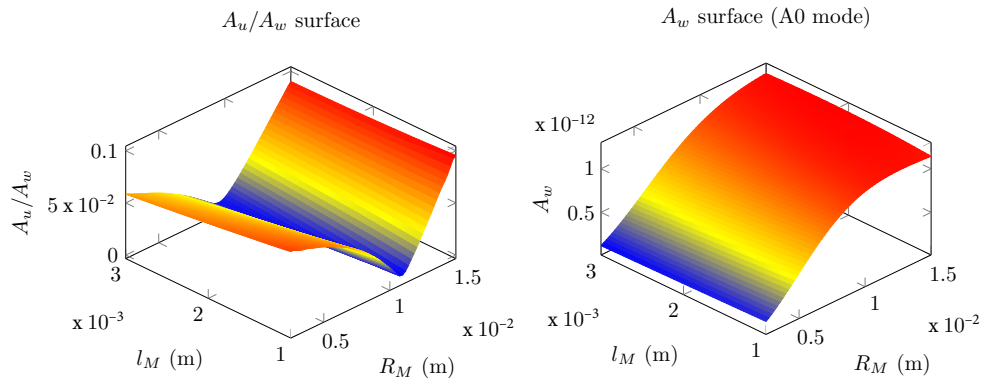 A_u/A_w surface
A_w surface (A0 mode)
A_u/A_w
0.1
5 x 10^{-2}
0
3
2
1
x 10^{-3}
l_M (m)
0.5
1
1.5
x 10^{-2}
R_M (m)
x 10^{-12}
A_w
1
0.5
3
2
1
x 10^{-3}
l_M (m)
0.5
1
1.5
x 10^{-2}
R_M (m)